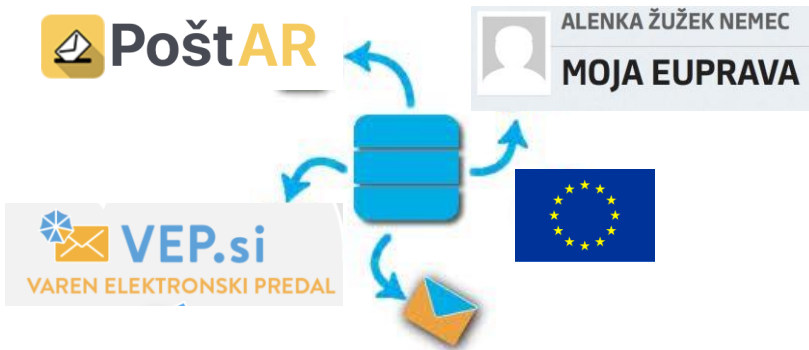 PoštAR
ALENKA ŽUŽEK NEMEC
MOJA EUPRAVA
VEP.si
VAREN ELEKTRONSKI PREDAL